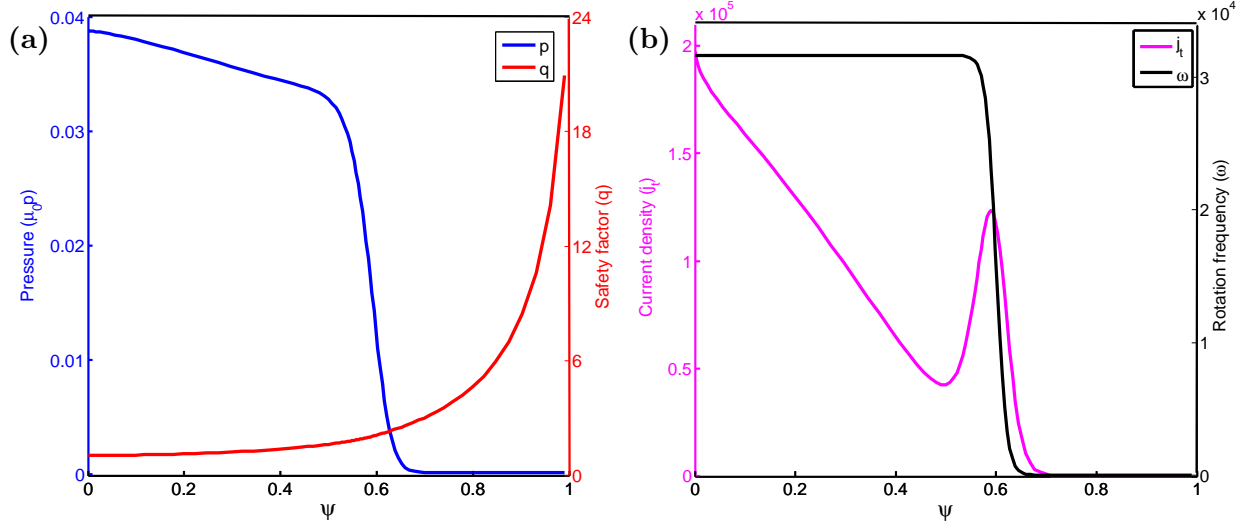 (a)
0.04
0.03
0.02
0.01
0
Pressure (μ0p)
p
q
24
18
12
6
0
Safety factor (q)
0
0.2
0.4
0.6
0.8
1
ψ
(b)
x 10^5
2
1.5
1
0.5
0
Current density (jt)
jt
ω
x 10^4
3
2
1
0
Rotation frequency (ω)
0
0.2
0.4
0.6
0.8
1
ψ